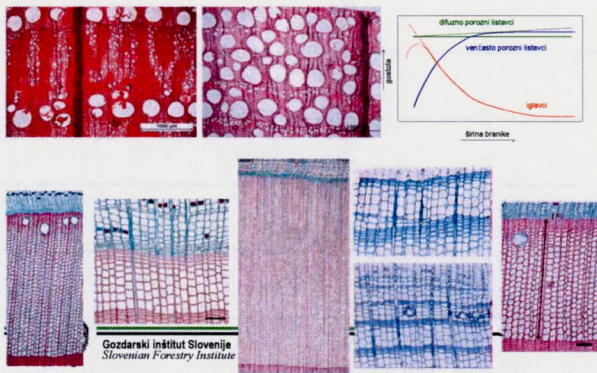 difuzno porozni listavci
venčasto porozni listavci
gostota
iglavci
širina branike
Gozdarski inštitut Slovenije
Slovenian Forestry Institute